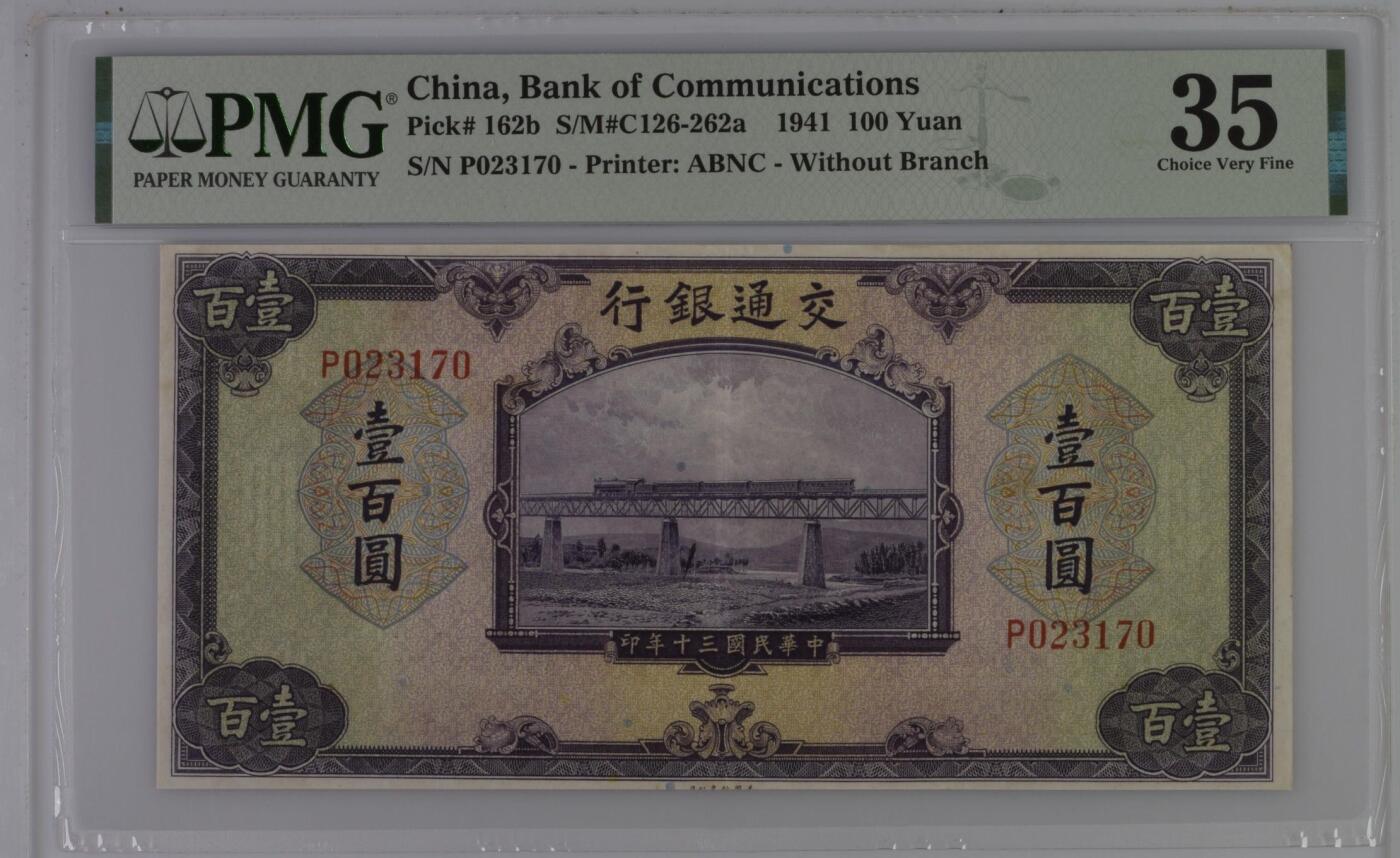 PMG®
PAPER MONEY GUARANTY
China, Bank of Communications
Pick# 162b S/M#C126-262a 1941 100 Yuan
S/N P023170 - Printer: ABNC - Without Branch
35
Choice Very Fine
百壹
行銀通交
百壹
P023170
壹百圓
壹百圓
P023170
印年十三國民華中
百壹
百壹